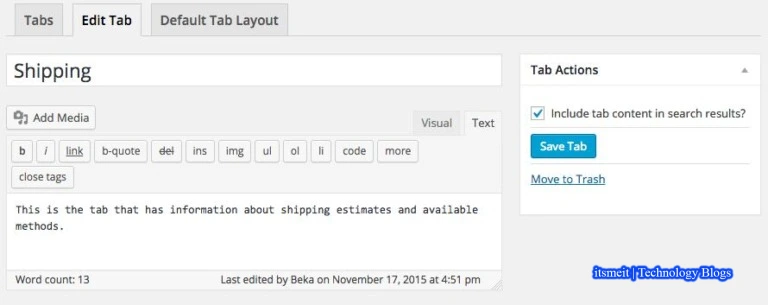 Tabs Edit Tab Default Tab Layout
Shipping
Add Media
Visual Text
b i link b-quote del ins img ul ol li code more
close tags
This is the tab that has information about shipping estimates and available
methods.
Word count: 13 Last edited by Beka on November 17, 2015 at 4:51 pm
Tab Actions
Include tab content in search results?
Save Tab
Move to Trash
itsmeit | Technology Blogs